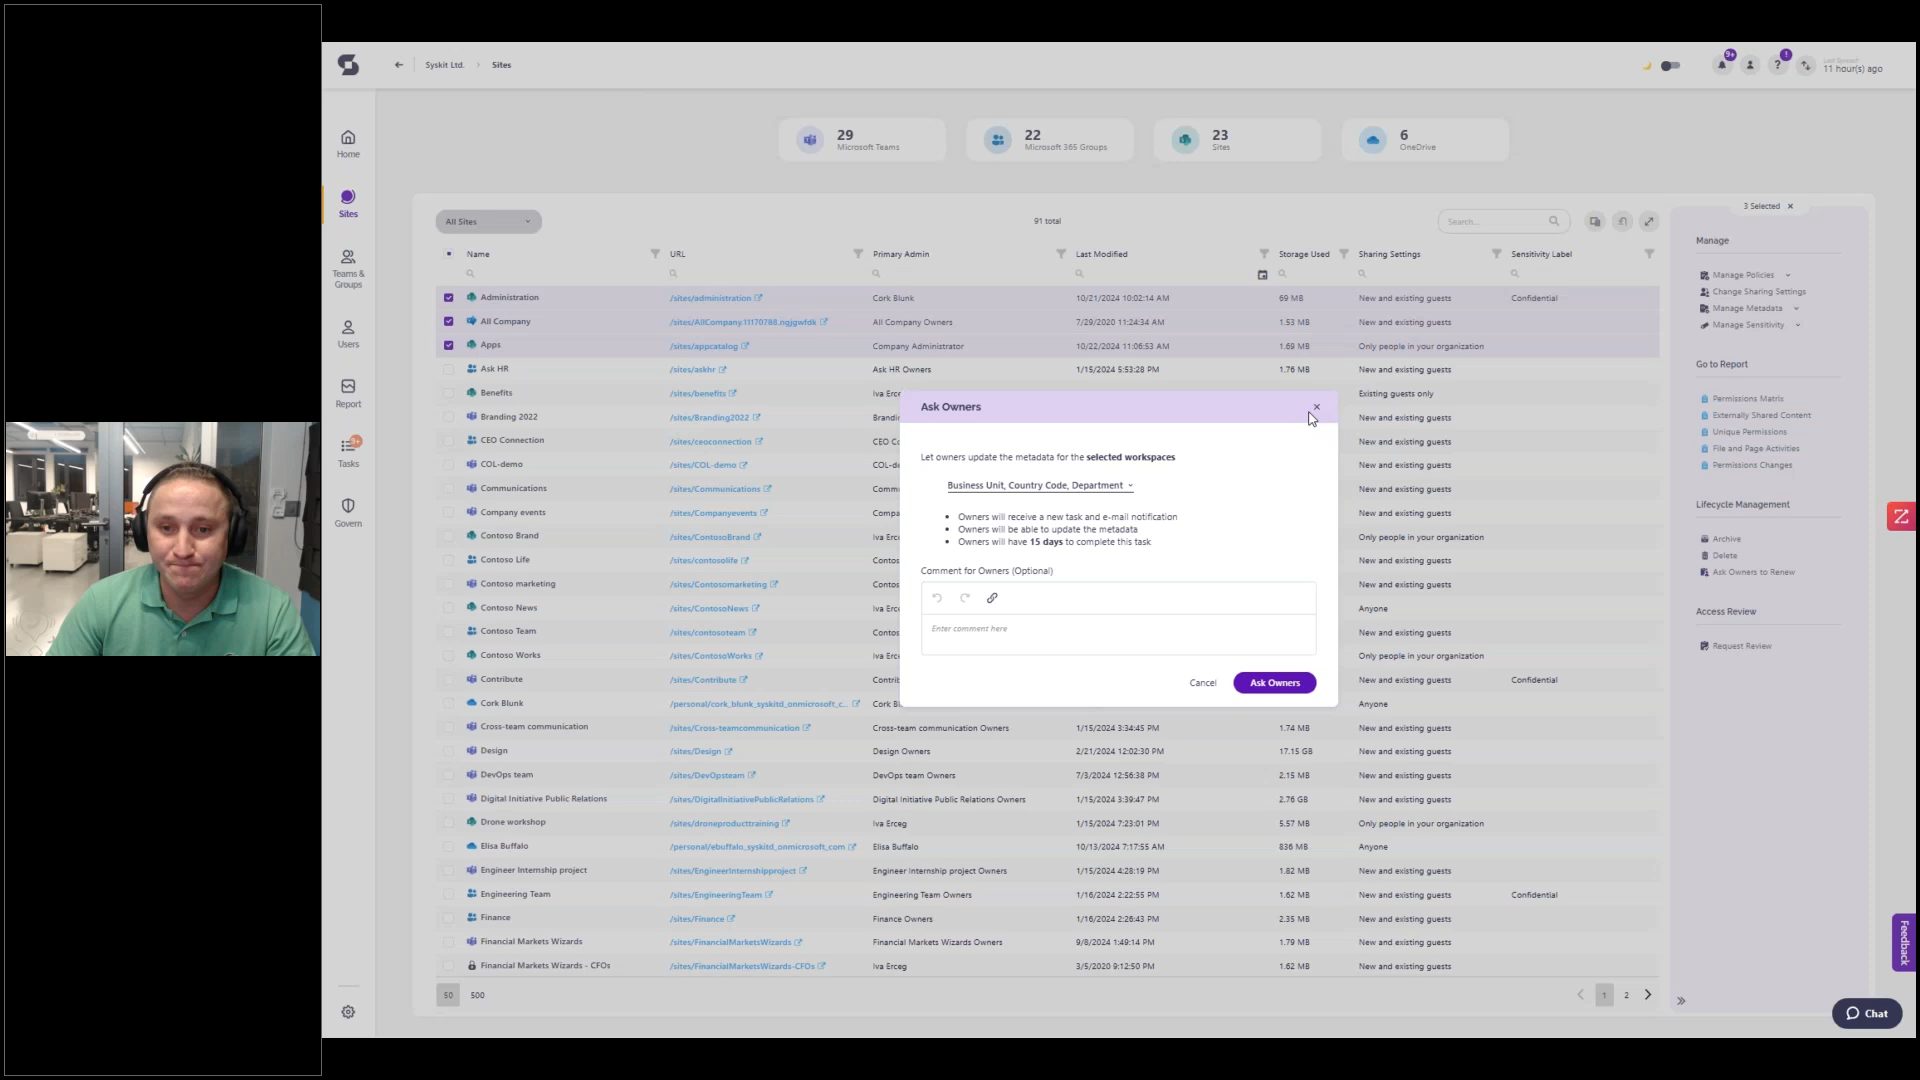 Syskit Ltd. > Sites
9+
!
Last Synced
11 hour(s) ago
Home
Sites
Teams & Groups
Users
Report
9+
Tasks
Govern
29
Microsoft Teams
22
Microsoft 365 Groups
23
Sites
6
OneDrive
All Sites
91 total
Search...
Name URL Primary Admin Last Modified Storage Used Sharing Settings Sensitivity Label
Administration /sites/administration Cork Blunk 10/21/2024 10:02:14 AM 69 MB New and existing guests Confidential
All Company /sites/AllCompany.11170788.ngjgwfdk All Company Owners 7/29/2020 11:24:34 AM 1.53 MB New and existing guests
Apps /sites/appcatalog Company Administrator 10/22/2024 11:06:53 AM 1.69 MB Only people in your organization
Ask HR /sites/askhr Ask HR Owners 1/15/2024 5:53:28 PM 1.76 MB New and existing guests
Benefits /sites/benefits Iva Erce Existing guests only
Branding 2022 /sites/Branding2022 Brandi New and existing guests
CEO Connection /sites/ceoconnection CEO Co New and existing guests
COL-demo /sites/COL-demo COL-de New and existing guests
Communications /sites/Communications Commu New and existing guests
Company events /sites/Companyevents Compa New and existing guests
Contoso Brand /sites/ContosoBrand Contos Only people in your organization
Contoso Life /sites/contosolife Contos New and existing guests
Contoso marketing /sites/Contosomarketing Contos New and existing guests
Contoso News /sites/ContosoNews Iva Erce Anyone
Contoso Team /sites/contosoteam Contos New and existing guests
Contoso Works /sites/ContosoWorks Iva Erce Only people in your organization
Contribute /sites/Contribute Contrib New and existing guests Confidential
Cork Blunk /personal/cork_blunk_syskitd_onmicrosoft_c... Cork Bl Anyone
Cross-team communication /sites/Cross-teamcommunication Cross-team communication Owners 1/15/2024 3:34:45 PM 1.74 MB New and existing guests
Design /sites/Design Design Owners 2/21/2024 12:02:30 PM 17.15 GB New and existing guests
DevOps team /sites/DevOpsteam DevOps team Owners 7/3/2024 12:56:38 PM 2.15 MB New and existing guests
Digital Initiative Public Relations /sites/DigitalInitiativePublicRelations Digital Initiative Public Relations Owners 1/15/2024 3:39:47 PM 2.76 GB New and existing guests
Drone workshop /sites/droneproducttraining Iva Erceg 1/15/2024 7:23:01 PM 5.57 MB Only people in your organization
Elisa Buffalo /personal/ebuffalo_syskitd_onmicrosoft_com Elisa Buffalo 10/13/2024 7:17:55 AM 836 MB Anyone
Engineer Internship project /sites/EngineerInternshipproject Engineer Internship project Owners 1/15/2024 4:28:19 PM 1.82 MB New and existing guests
Engineering Team /sites/EngineeringTeam Engineering Team Owners 1/16/2024 2:22:55 PM 1.62 MB New and existing guests Confidential
Finance /sites/Finance Finance Owners 1/16/2024 2:26:43 PM 2.35 MB New and existing guests
Financial Markets Wizards /sites/FinancialMarketsWizards Financial Markets Wizards Owners 9/8/2024 1:49:14 PM 1.79 MB New and existing guests
Financial Markets Wizards - CFOs /sites/FinancialMarketsWizards-CFOs Iva Erceg 3/5/2020 9:12:50 PM 1.62 MB New and existing guests
50 500
1 2
Ask Owners
Let owners update the metadata for the selected workspaces
Business Unit, Country Code, Department
Owners will receive a new task and e-mail notification
Owners will be able to update the metadata
Owners will have 15 days to complete this task
Comment for Owners (Optional)
Enter comment here
Cancel Ask Owners
3 Selected
Manage
Manage Policies
Change Sharing Settings
Manage Metadata
Manage Sensitivity
Go to Report
Permissions Matrix
Externally Shared Content
Unique Permissions
File and Page Activities
Permissions Changes
Lifecycle Management
Archive
Delete
Ask Owners to Renew
Access Review
Request Review
Feedback
Chat